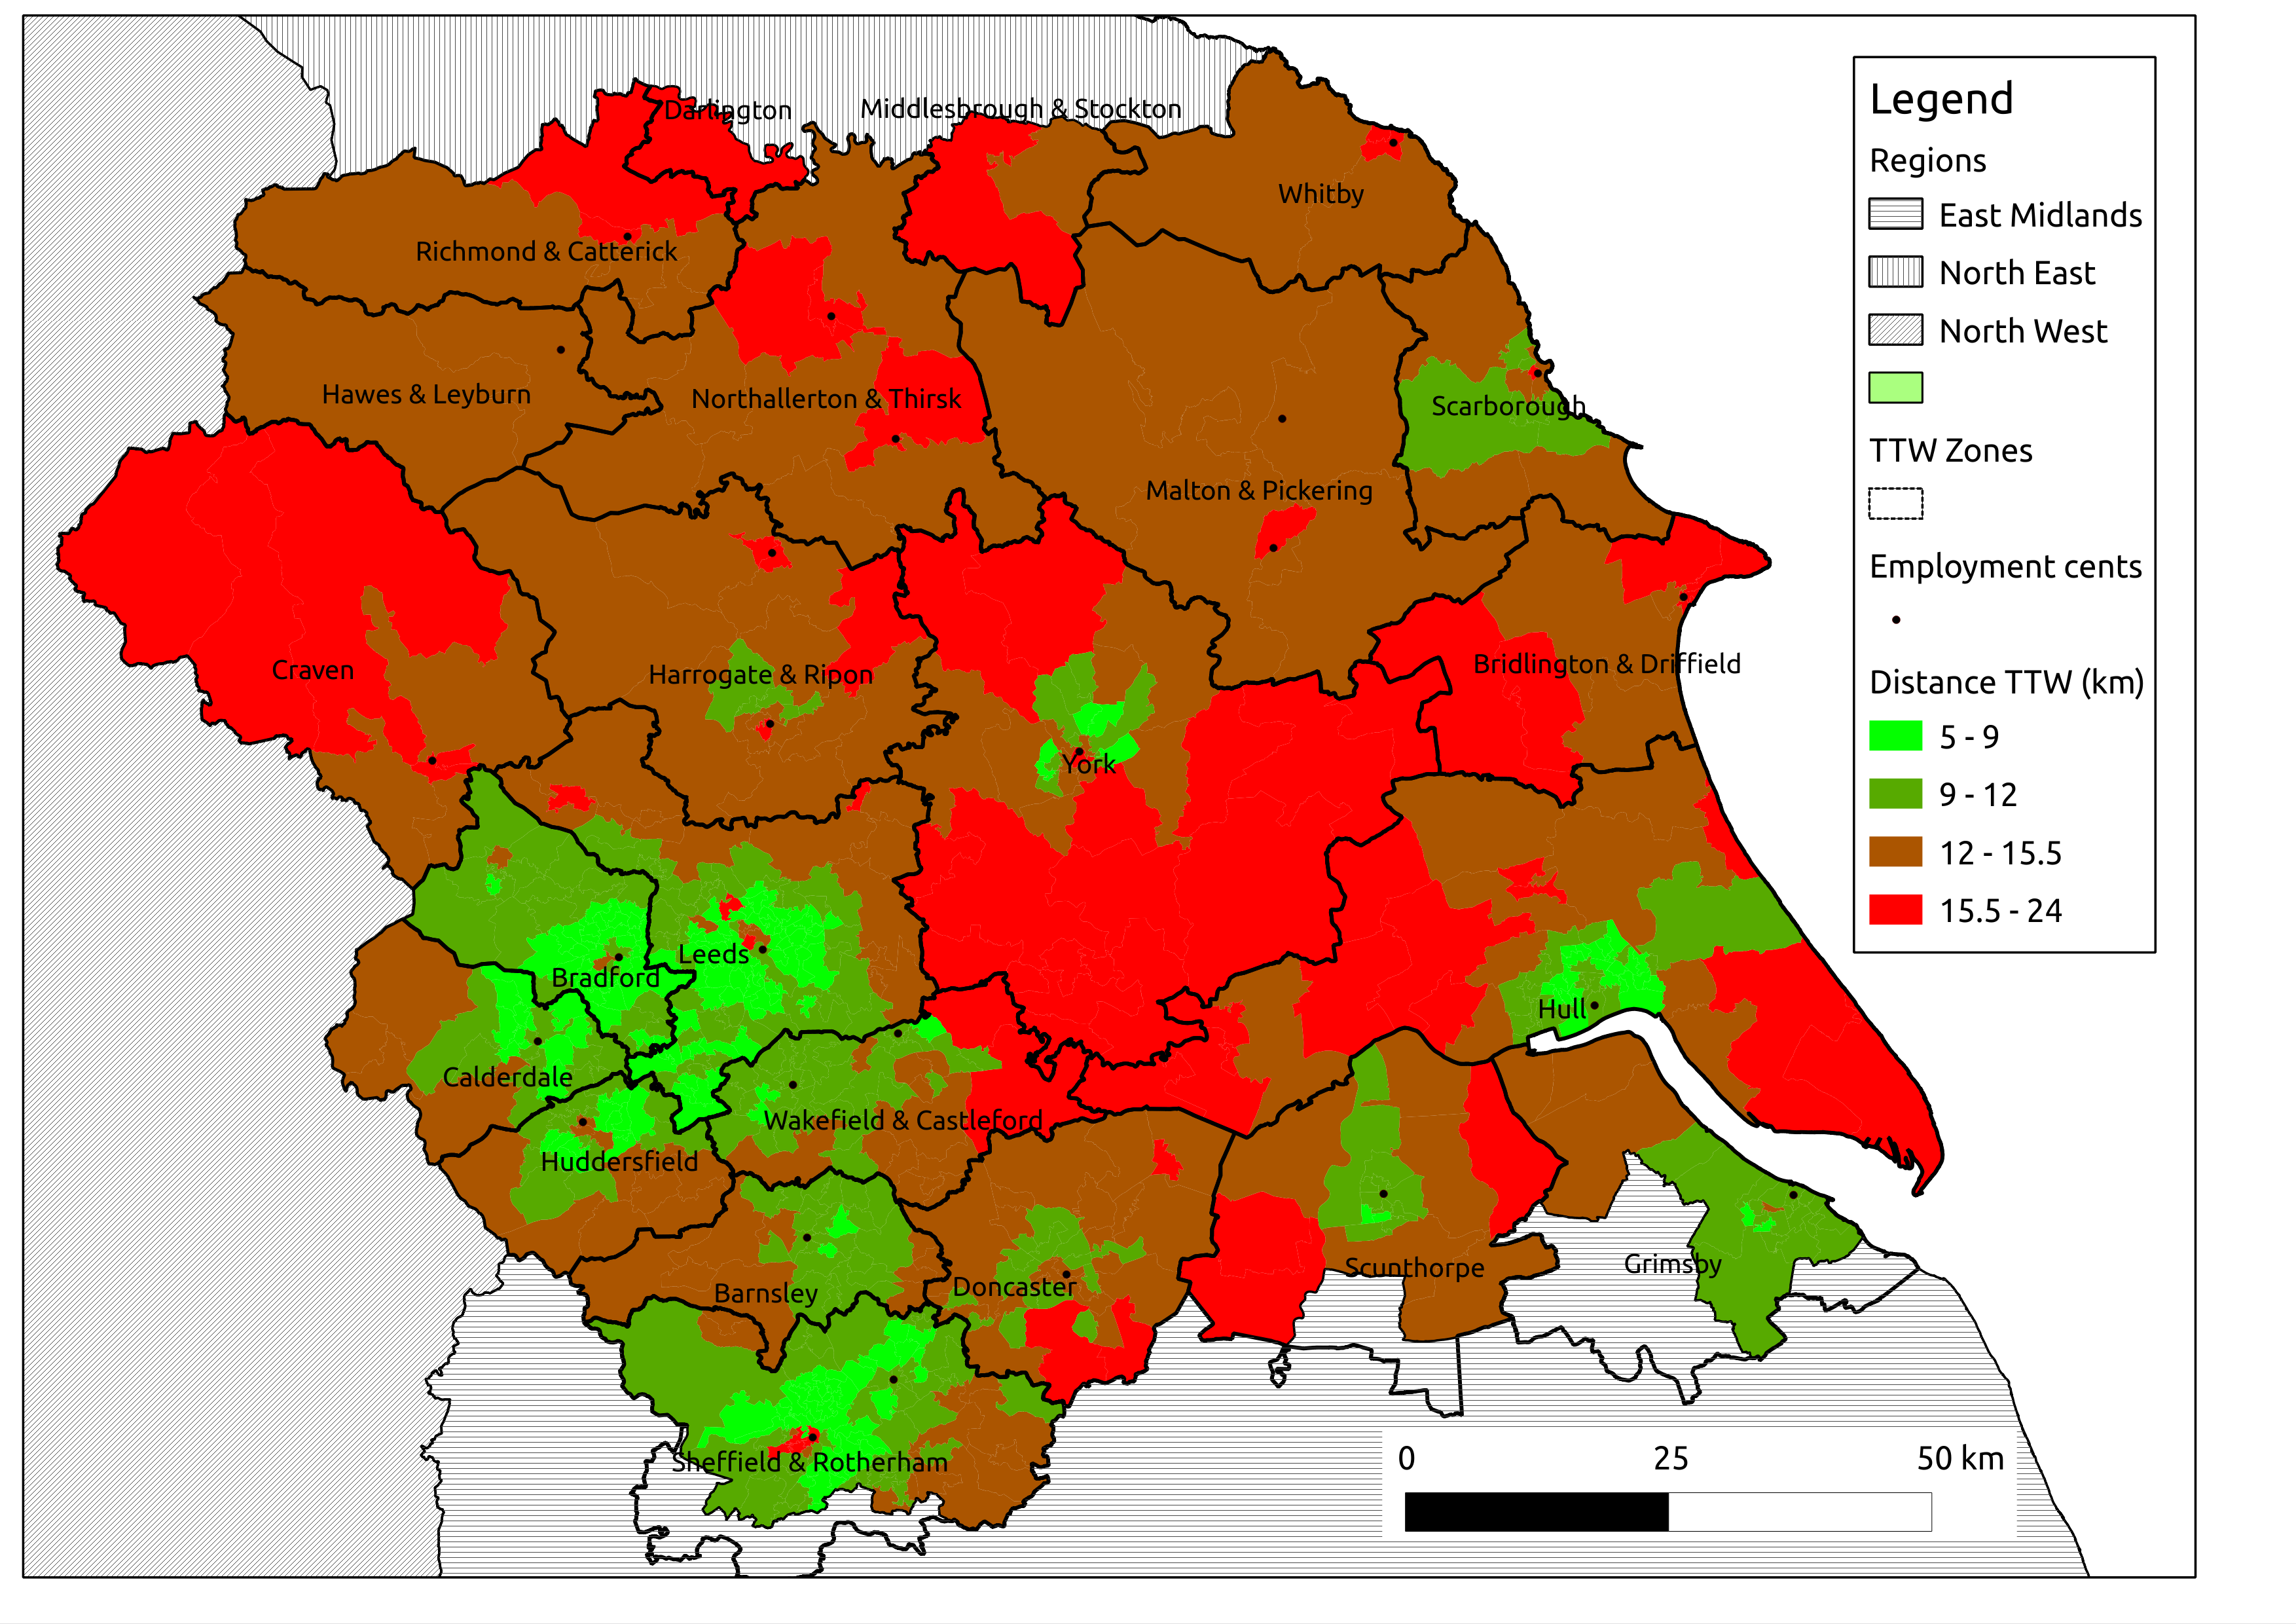 Darlington
Middlesbrough & Stockton
Whitby
Richmond & Catterick
Hawes & Leyburn
Northallerton & Thirsk
Scarborough
Malton & Pickering
Craven
Harrogate & Ripon
Bridlington & Driffield
York
Leeds
Bradford
Hull
Calderdale
Wakefield & Castleford
Huddersfield
Barnsley
Doncaster
Scunthorpe
Grimsby
Sheffield & Rotherham
Legend
Regions
East Midlands
North East
North West
TTW Zones
Employment cents
Distance TTW (km)
5 - 9
9 - 12
12 - 15.5
15.5 - 24
0 25 50 km